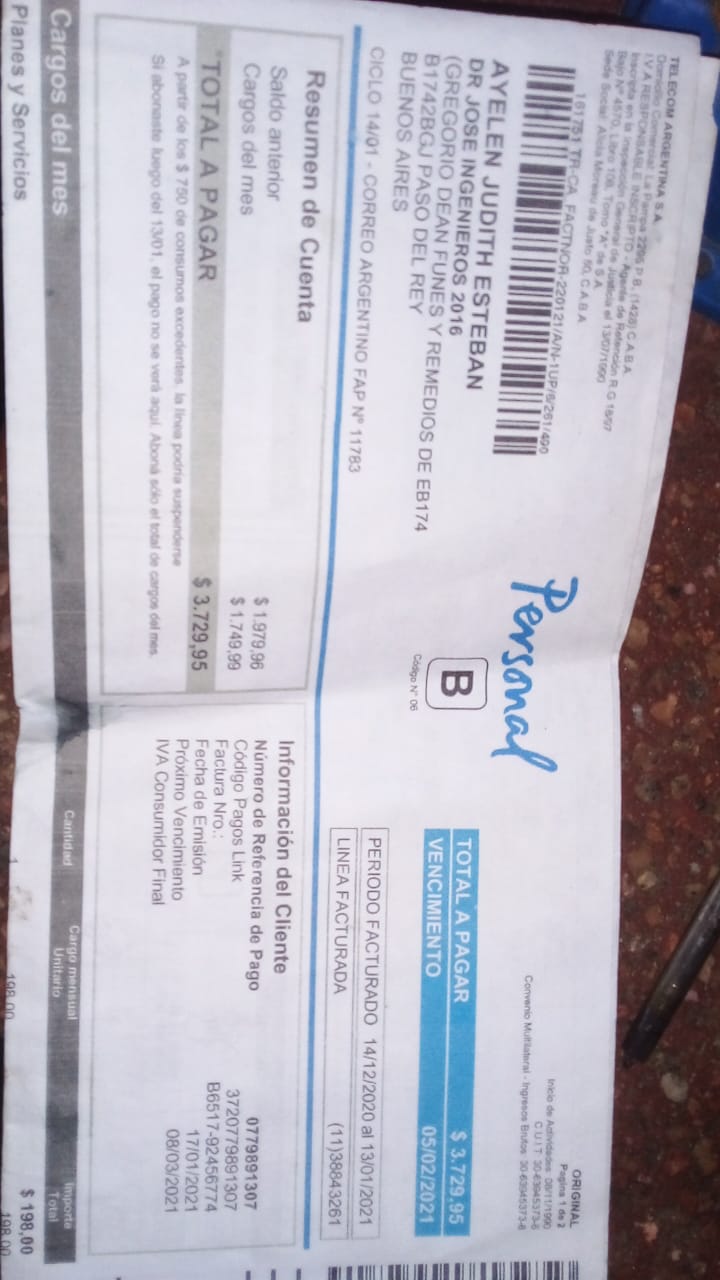 TELECOM ARGENTINA S.A.
Domicilio Comercial: La Pampa 2206 P.B. (1428) C.A.B.A.
I.V.A RESPONSABLE INSCRIPTO - Agente de Retención R.G 18/97
Inscripta en la Inspección General de Justicia el 13/07/1990
Bajo N° 4570, Libro 108, Tomo "A" de S.A.
Sede Social: Alicia Moreau de Justo 50, C.A.B.A.
ORIGINAL
Pagina 1 de 2
Inicio de Actividades 08/11/1990
C.U.I.T 30-63945373-8
Convenio Multilateral - Ingresos Brutos 30-63945373-8
161751 TFI-CA FACTNOR-220121/A/N-1UP/6/261/490
Personal
B
Código N° 06
AYELEN JUDITH ESTEBAN
DR JOSE INGENIEROS 2016
(GREGORIO DEAN FUNES Y REMEDIOS DE EB174
B1742BGJ PASO DEL REY
BUENOS AIRES
TOTAL A PAGAR $ 3.729,95
VENCIMIENTO 05/02/2021
CICLO 14/01 - CORREO ARGENTINO FAP N° 11783
PERIODO FACTURADO 14/12/2020 al 13/01/2021
LINEA FACTURADA (11)38843261
Resumen de Cuenta
Saldo anterior $ 1.979,96
Cargos del mes $ 1.749,99
*TOTAL A PAGAR $ 3.729,95
A partir de los $ 750 de consumos excedentes, la línea podría suspenderse
Si abonaste luego del 13/01, el pago no se verá aquí. Aboná sólo el total de cargos del mes.
Información del Cliente
Número de Referencia de Pago 0779891307
Código Pagos Link 3720779891307
Factura Nro.: B6517-92456774
Fecha de Emisión 17/01/2021
Próximo Vencimiento 08/03/2021
IVA Consumidor Final
Cargos del mes Cantidad Cargo mensual Unitario Importe Total
Planes y Servicios $ 198,00
1 198,00 198,00